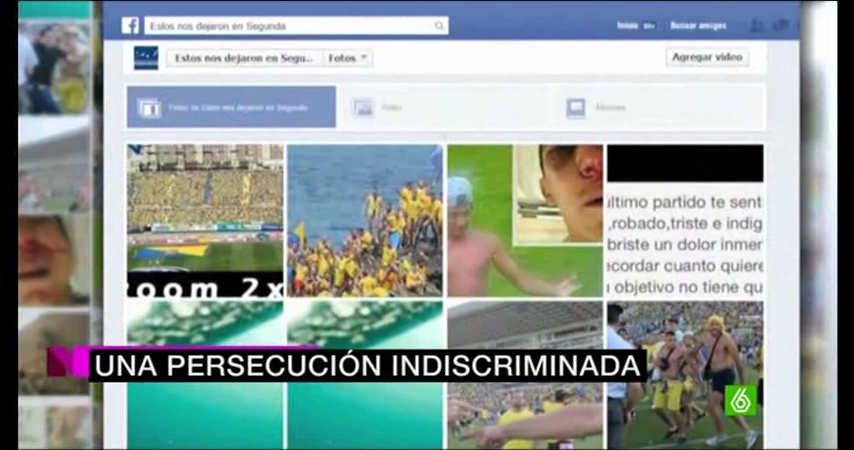 f
Estos nos dejaron en Segunda
Inicio
Buscar amigos
Estos nos dejaron en Segu...
Fotos
Agregar video
Fotos de Estos nos dejaron en Segunda
oom 2x
último partido te sent
robado,triste e indig
briste un dolor inmer
ecordar cuanto quiere
objetivo no tiene qu
UNA PERSECUCIÓN INDISCRIMINADA
6